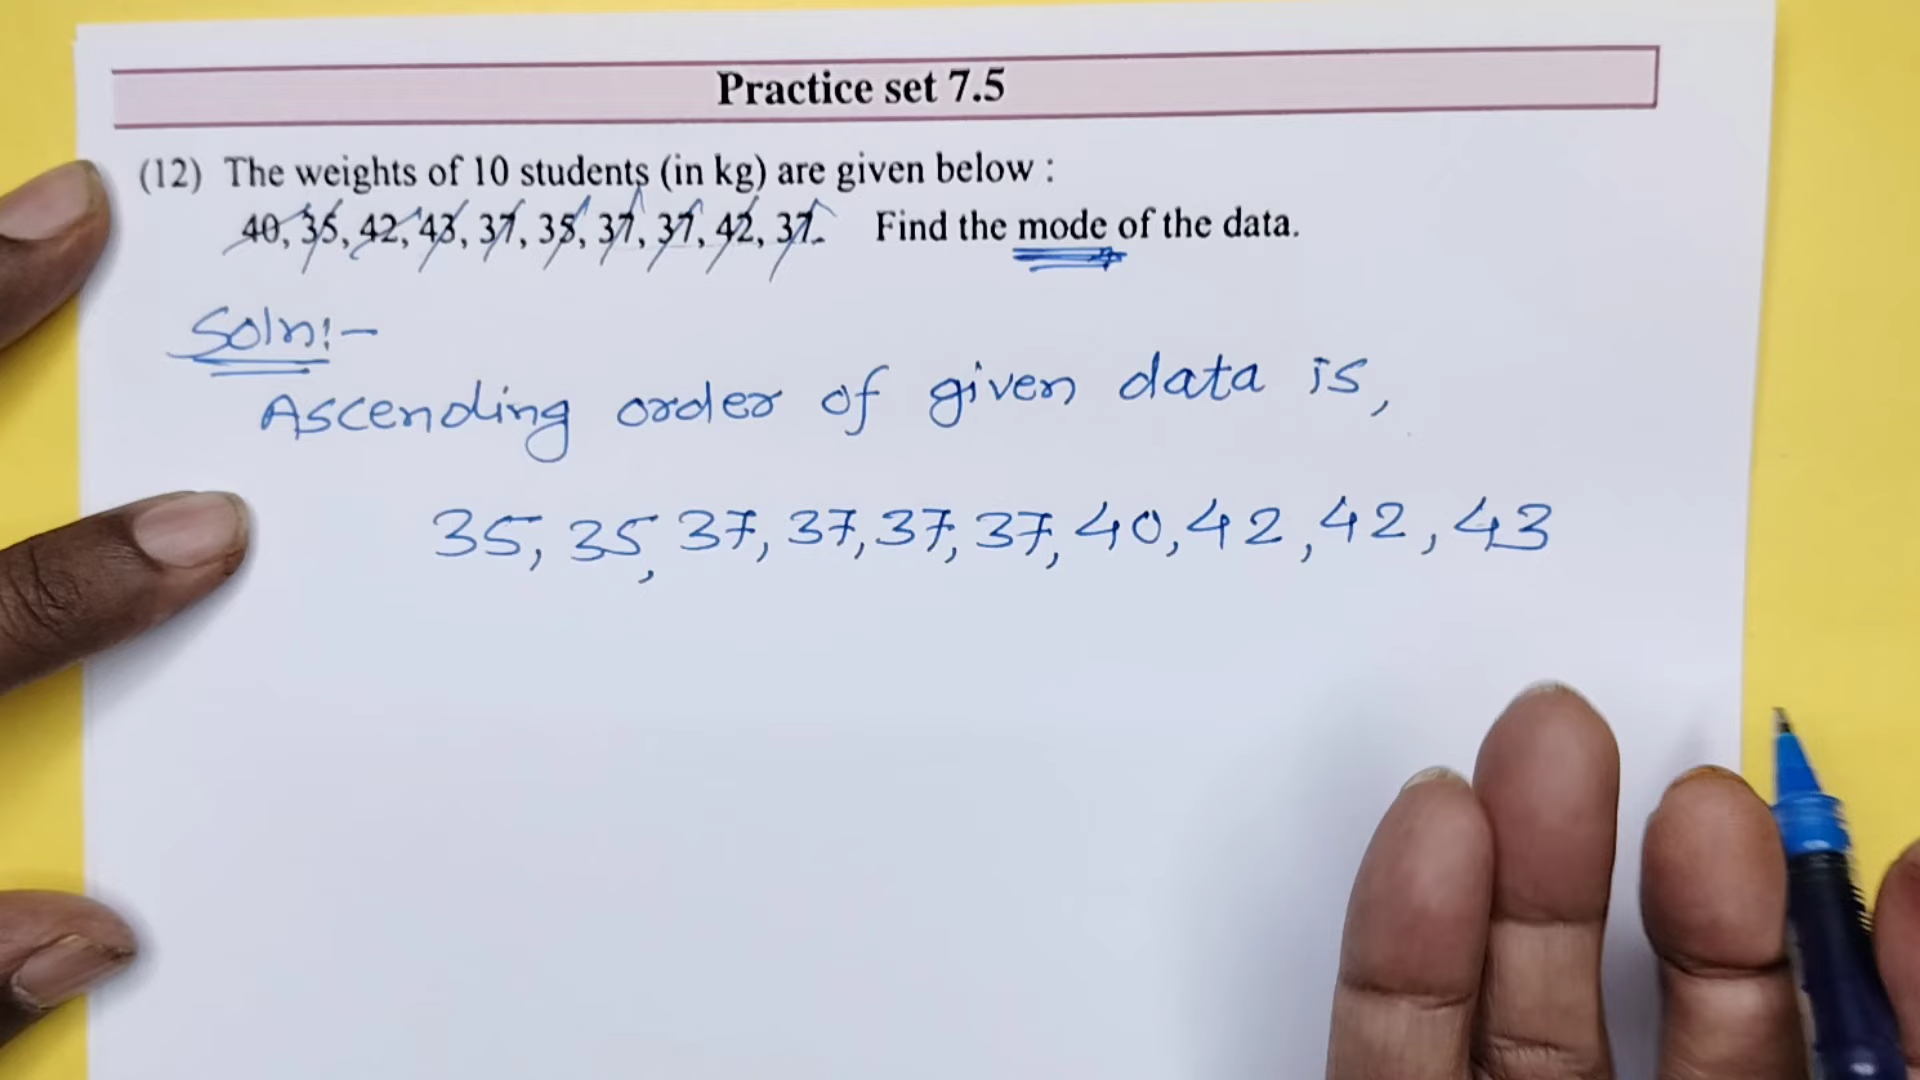 Practice set 7.5
(12) The weights of 10 students (in kg) are given below :
40, 35, 42, 43, 37, 35, 37, 37, 42, 37. Find the mode of the data.
Soln:-
Ascending order of given data is,
35, 35, 37, 37, 37, 37, 40, 42, 42, 43